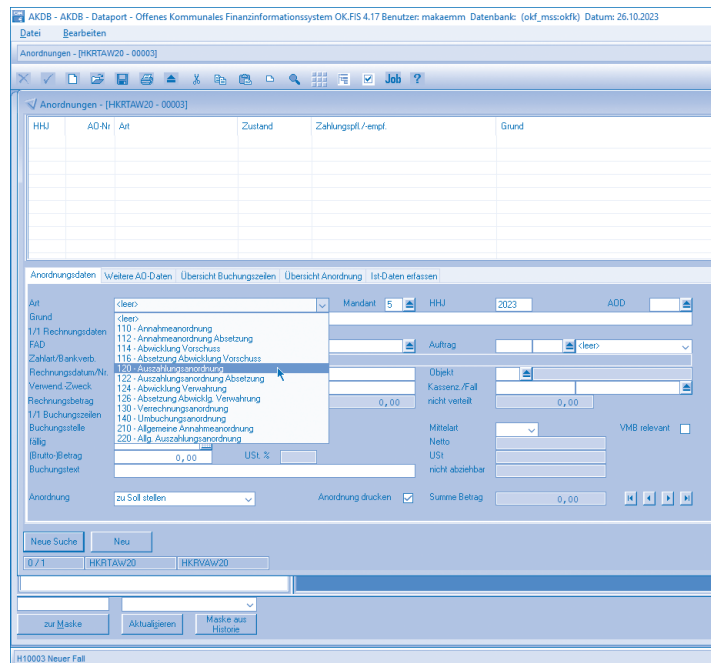 AKDB - AKDB - Dataport - Offenes Kommunales Finanzinformationssystem OK.FIS 4.17 Benutzer: makaemm Datenbank: (okf_mss:okfk) Datum: 26.10.2023
Datei Bearbeiten
Anordnungen - [HKRTAW20 - 00003]
Job ?
Anordnungen - [HKRTAW20 - 00003]
HHJ AO-Nr Art Zustand Zahlungspfl./-empf. Grund
Anordnungsdaten Weitere AO-Daten Übersicht Buchungszeilen Übersicht Anordnung Ist-Daten erfassen
Art <leer> Mandant 5 HHJ 2023 AOD
Grund <leer>
110 - Annahmeanordnung
1/1 Rechnungsdaten 112 - Annahmeanordnung Absetzung
FAD 114 - Abwicklung Vorschuss Auftrag <leer>
Zahlart/Bankverb. 116 - Absetzung Abwicklung Vorschuss
Rechnungsdatum/Nr. 120 - Auszahlungsanordnung Objekt
122 - Auszahlungsanordnung Absetzung
Verwend.-Zweck 124 - Abwicklung Verwahrung Kassenz./Fall
Rechnungsbetrag 126 - Absetzung Abwicklg. Verwahrung 0,00 nicht verteilt 0,00
130 - Verrechnungsanordnung
1/1 Buchungszeilen 140 - Umbuchungsanordnung
Buchungsstelle 210 - Allgemeine Annahmeanordnung Mittelart VMB relevant
fällig 220 - Allg. Auszahlungsanordnung Netto
(Brutto-)Betrag 0,00 USt. % USt
Buchungstext nicht abziehbar
Anordnung zu Soll stellen Anordnung drucken Summe Betrag 0,00
Neue Suche Neu
0 / 1 HKRTAW20 HKRVAW20
zur Maske Aktualisieren Maske aus Historie
H10003 Neuer Fall